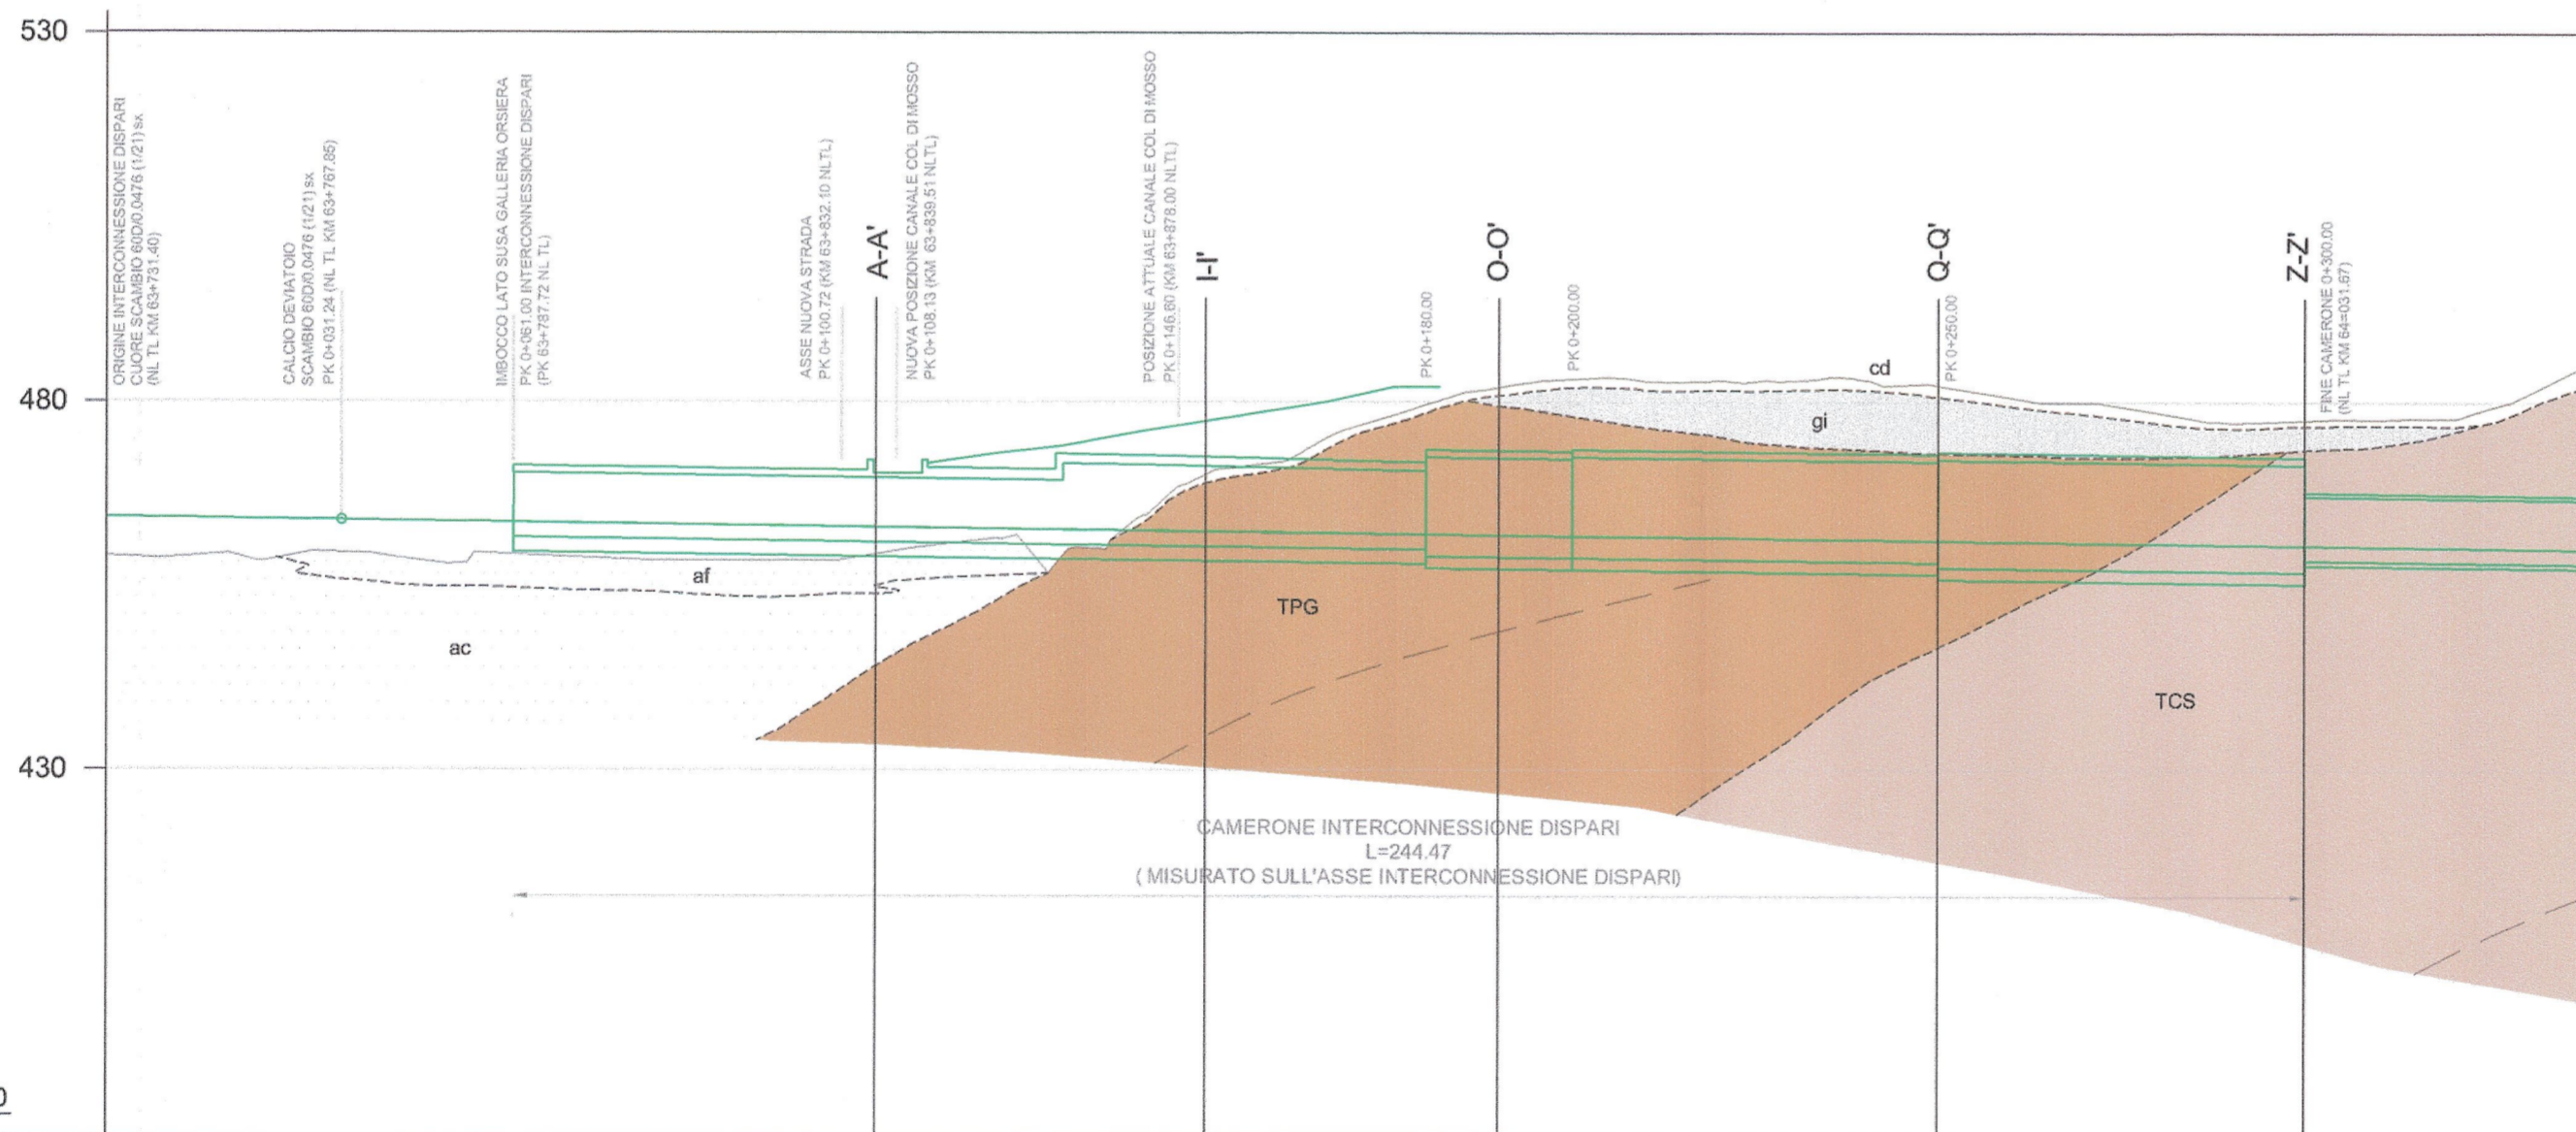 530
480
430
0
ORIGINE INTERCONNESSIONE DISPARI
CUORE SCAMBIO 60D/0.0476 (1/21) sx
(NL TL KM 63+731.40)
CALCIO DEVIATOIO
SCAMBIO 60D/0.0476 (1/21) sx
PK 0+031.24 (NL TL KM 63+767.85)
IMBOCCO LATO SUSA GALLERIA ORSIERA
PK 0+061.00 INTERCONNESSIONE DISPARI
(PK 63+787.72 NL TL)
ASSE NUOVA STRADA
PK 0+100.72 (KM 63+832.10 NLTL)
A-A'
NUOVA POSIZIONE CANALE COL DI MOSSO
PK 0+108.13 (KM 63+839.51 NLTL)
POSIZIONE ATTUALE CANALE COL DI MOSSO
PK 0+146.60 (KM 63+878.00 NLTL)
I-I'
PK 0+180.00
O-O'
PK 0+200.00
Q-Q'
PK 0+250.00
Z-Z'
FINE CAMERONE 0+300.00
(NL TL KM 64=031.67)
cd
gi
af
ac
TPG
TCS
CAMERONE INTERCONNESSIONE DISPARI
L=244.47
( MISURATO SULL'ASSE INTERCONNESSIONE DISPARI)